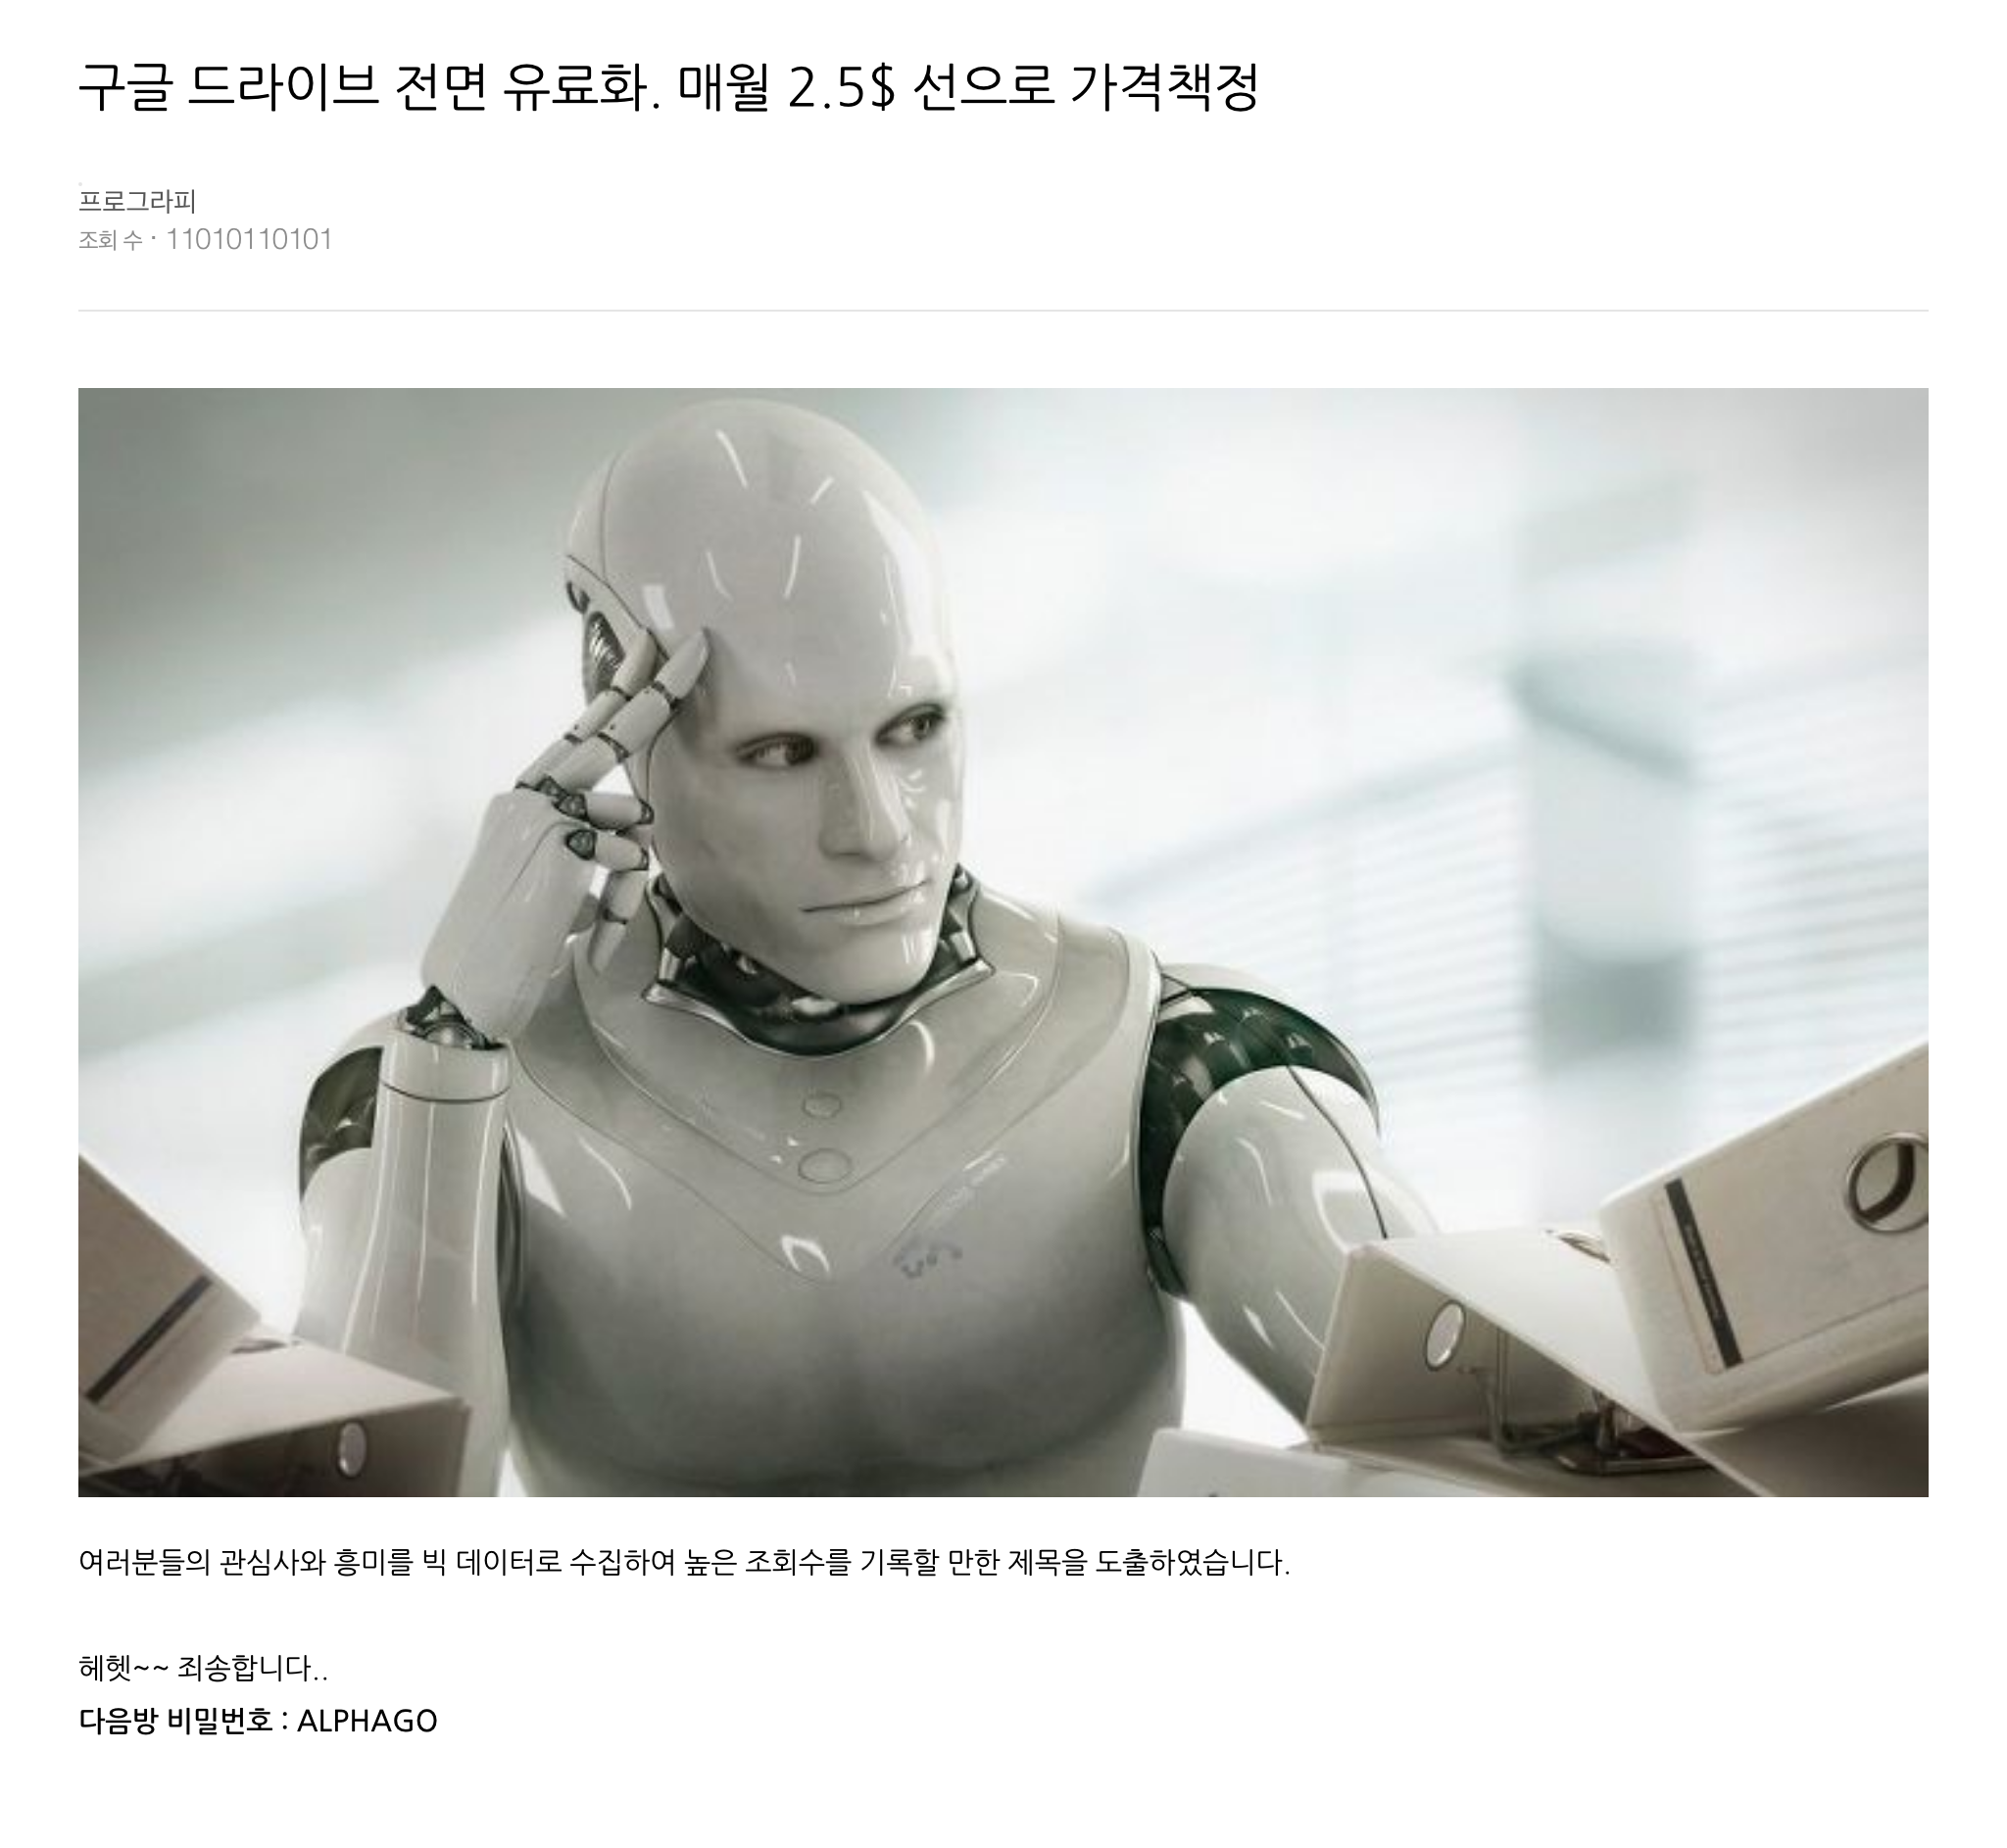 구글 드라이브 전면 유료화. 매월 2.5$ 선으로 가격책정
프로그라피
조회 수 · 11010110101
여러분들의 관심사와 흥미를 빅 데이터로 수집하여 높은 조회수를 기록할 만한 제목을 도출하였습니다.
헤헷~~ 죄송합니다..
다음방 비밀번호 : ALPHAGO